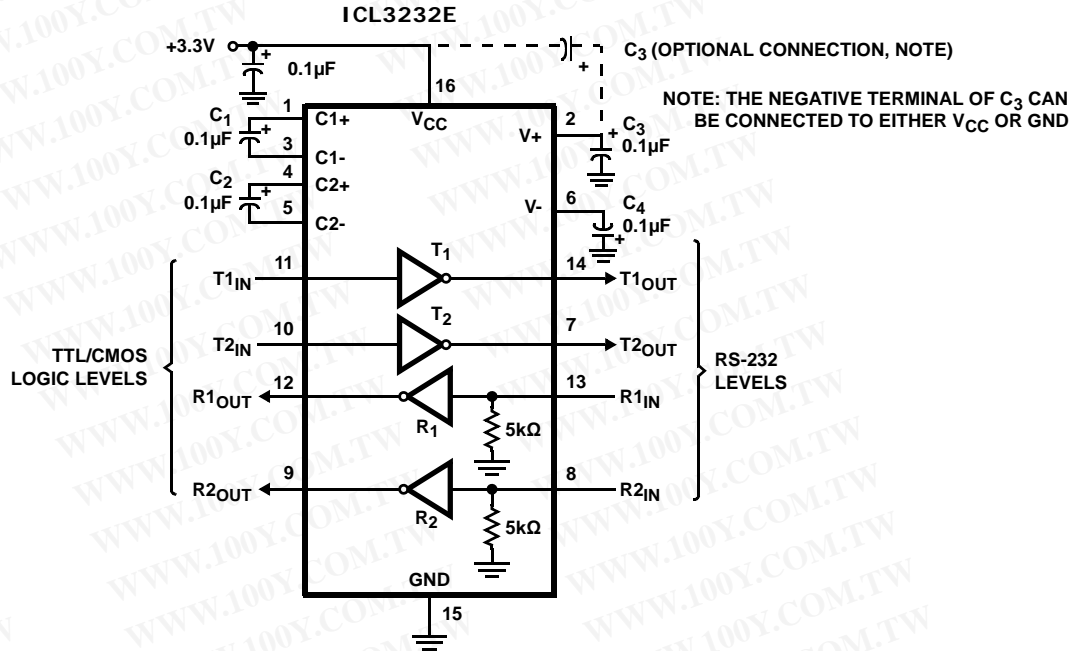 ICL3232E
+3.3V
0.1µF
C3 (OPTIONAL CONNECTION, NOTE)
NOTE: THE NEGATIVE TERMINAL OF C3 CAN
BE CONNECTED TO EITHER VCC OR GND
16
VCC
C1
0.1µF
1
C1+
3
C1-
C2
0.1µF
4
C2+
5
C2-
2
V+
C3
0.1µF
6
V-
C4
0.1µF
T1IN
11
T1
14
T1OUT
T2IN
10
T2
7
T2OUT
TTL/CMOS
LOGIC LEVELS
RS-232
LEVELS
R1OUT
12
R1
13
R1IN
5kΩ
R2OUT
9
R2
8
R2IN
5kΩ
GND
15
WWW.100Y.COM.TW